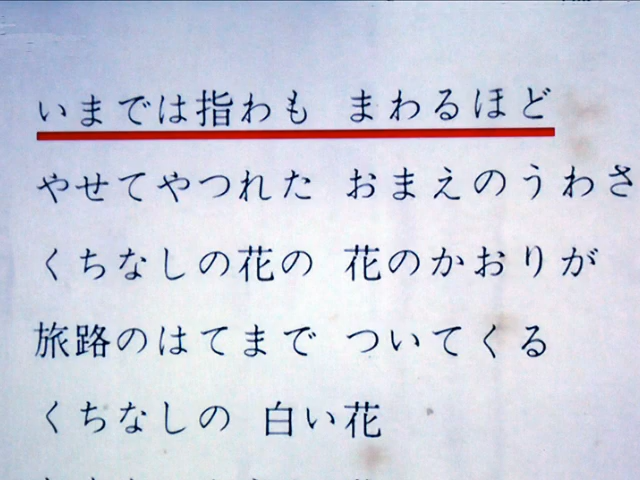 いまでは指わも まわるほど
やせてやつれた おまえのうわさ
くちなしの花の 花のかおりが
旅路のはてまで ついてくる
くちなしの 白い花